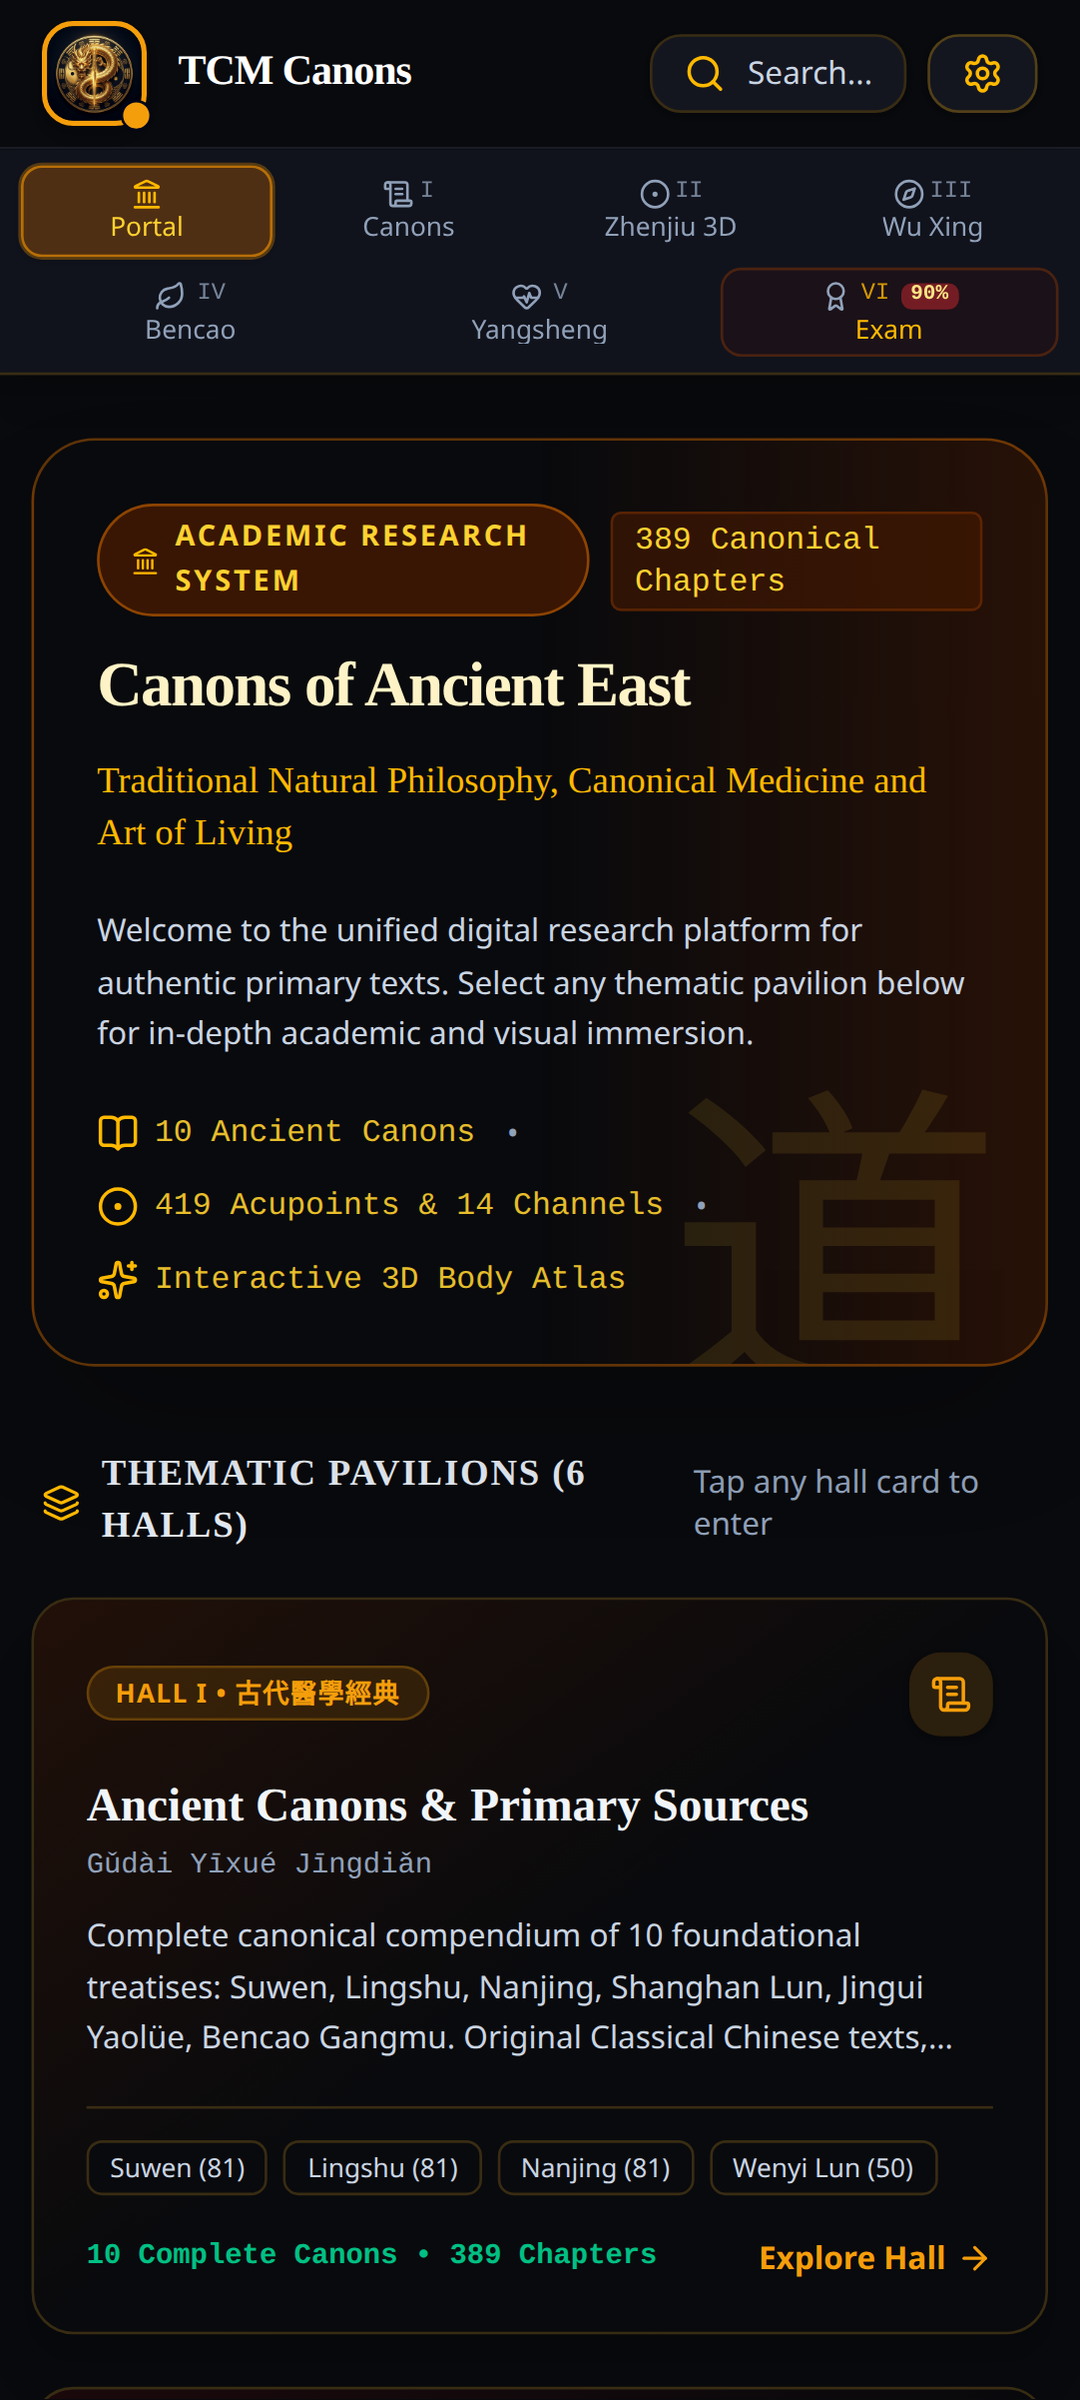 TCM Canons
Search...
Portal
I
Canons
II
Zhenjiu 3D
III
Wu Xing
IV
Bencao
V
Yangsheng
VI 90%
Exam
ACADEMIC RESEARCH
SYSTEM
389 Canonical
Chapters
Canons of Ancient East
Traditional Natural Philosophy, Canonical Medicine and
Art of Living
Welcome to the unified digital research platform for
authentic primary texts. Select any thematic pavilion below
for in-depth academic and visual immersion.
10 Ancient Canons •
419 Acupoints & 14 Channels •
Interactive 3D Body Atlas
道
THEMATIC PAVILIONS (6
HALLS)
Tap any hall card to
enter
HALL I • 古代醫學經典
Ancient Canons & Primary Sources
Gǔdài Yīxué Jīngdiǎn
Complete canonical compendium of 10 foundational
treatises: Suwen, Lingshu, Nanjing, Shanghan Lun, Jingui
Yaolüe, Bencao Gangmu. Original Classical Chinese texts,...
Suwen (81)
Lingshu (81)
Nanjing (81)
Wenyi Lun (50)
10 Complete Canons • 389 Chapters
Explore Hall →